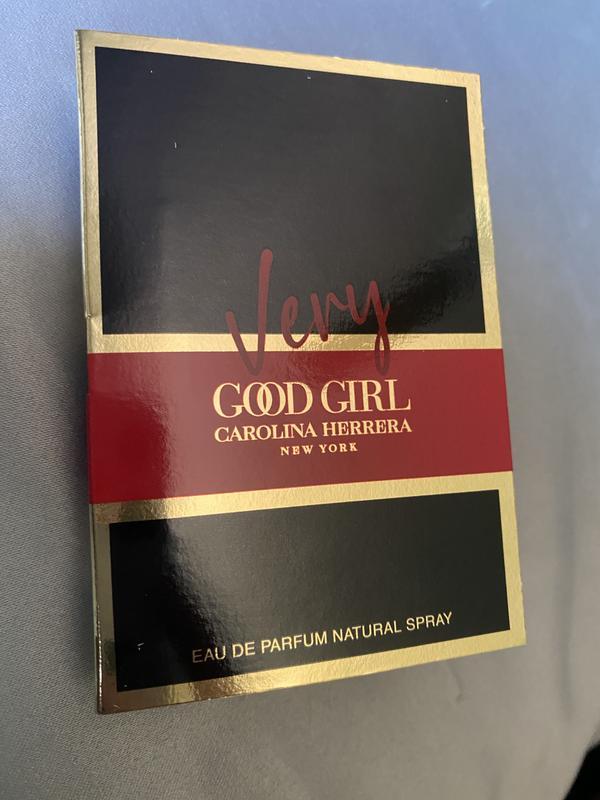 Very
GOOD GIRL
CAROLINA HERRERA
NEW YORK
EAU DE PARFUM NATURAL SPRAY